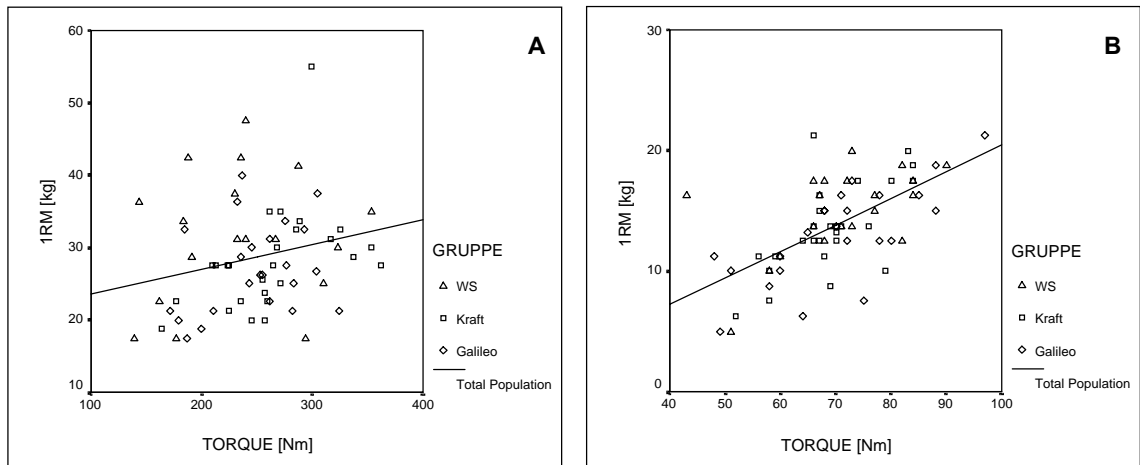 A
1RM [kg]
60
50
40
30
20
10
100 200 300 400
TORQUE [Nm]
GRUPPE
WS
Kraft
Galileo
Total Population
B
1RM [kg]
30
20
10
0
40 50 60 70 80 90 100
TORQUE [Nm]
GRUPPE
WS
Kraft
Galileo
Total Population